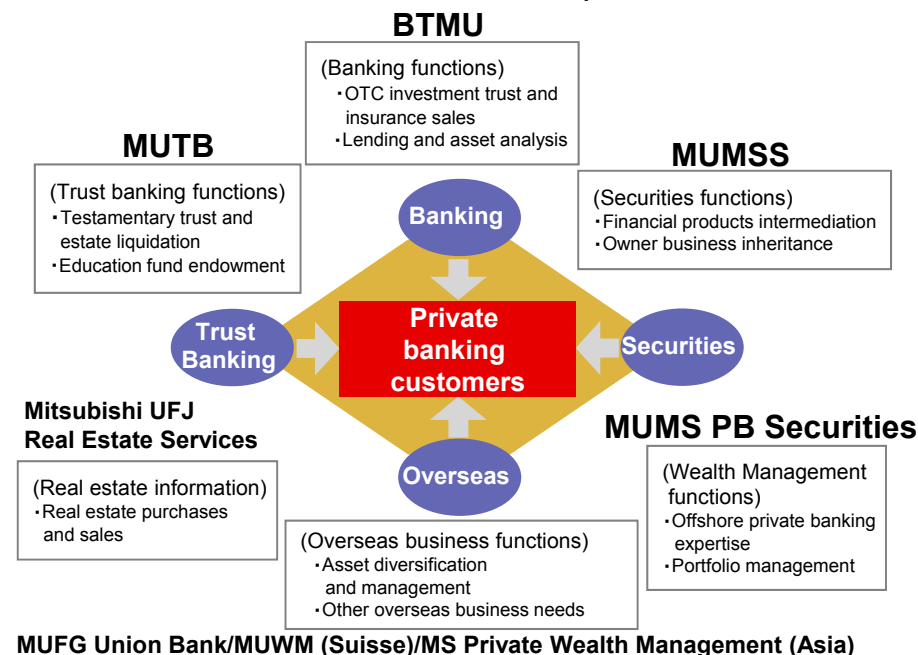 BTMU
(Banking functions)
・OTC investment trust and
insurance sales
・Lending and asset analysis
MUTB
(Trust banking functions)
・Testamentary trust and
estate liquidation
・Education fund endowment
MUMSS
(Securities functions)
・Financial products intermediation
・Owner business inheritance
Banking
Trust
Banking
Private
banking
customers
Securities
Overseas
Mitsubishi UFJ
Real Estate Services
(Real estate information)
・Real estate purchases
and sales
MUMS PB Securities
(Wealth Management
functions)
・Offshore private banking
expertise
・Portfolio management
(Overseas business functions)
・Asset diversification
and management
・Other overseas business needs
MUFG Union Bank/MUWM (Suisse)/MS Private Wealth Management (Asia)